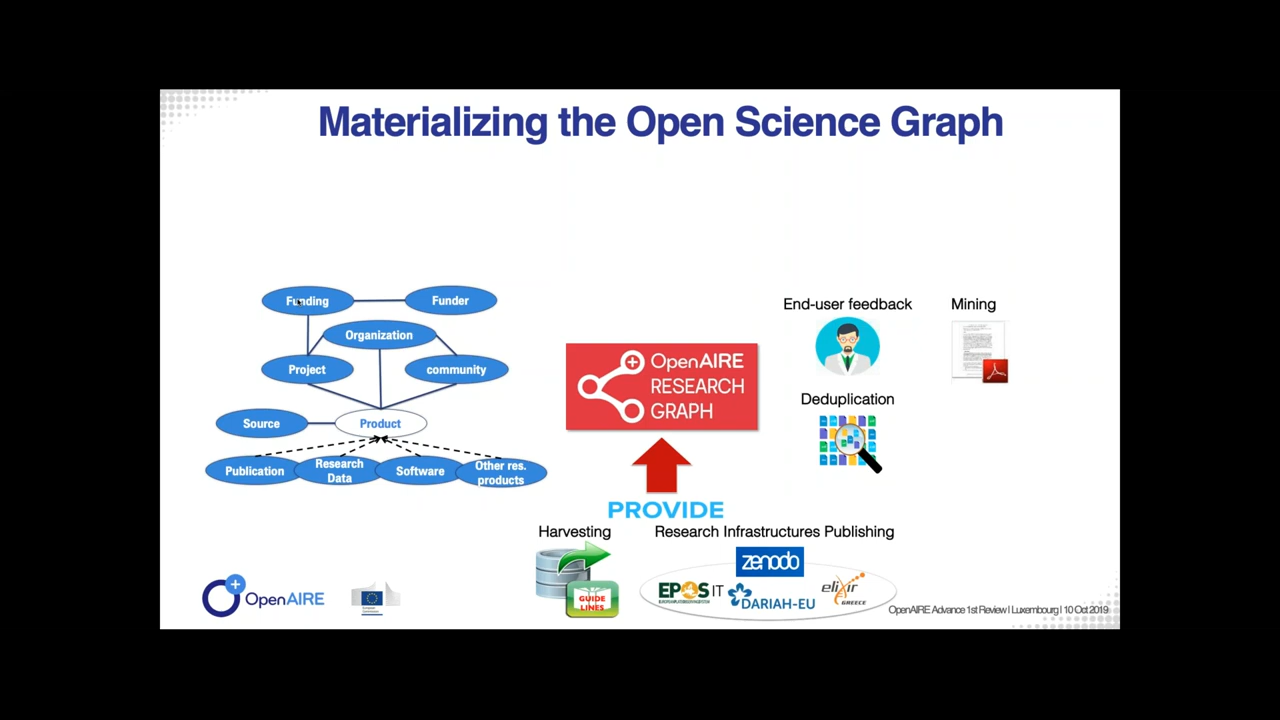 Materializing the Open Science Graph
Funding
Funder
Organization
Project
community
Source
Product
Publication
Research
Data
Software
Other res.
products
OpenAIRE
RESEARCH
GRAPH
PROVIDE
End-user feedback
Mining
Deduplication
Harvesting
GUIDE
LINES
Research Infrastructures Publishing
zenodo
EPOS IT
DARIAH-EU
elixir
GREECE
OpenAIRE
OpenAIRE Advance 1st Review | Luxembourg | 10 Oct 2019